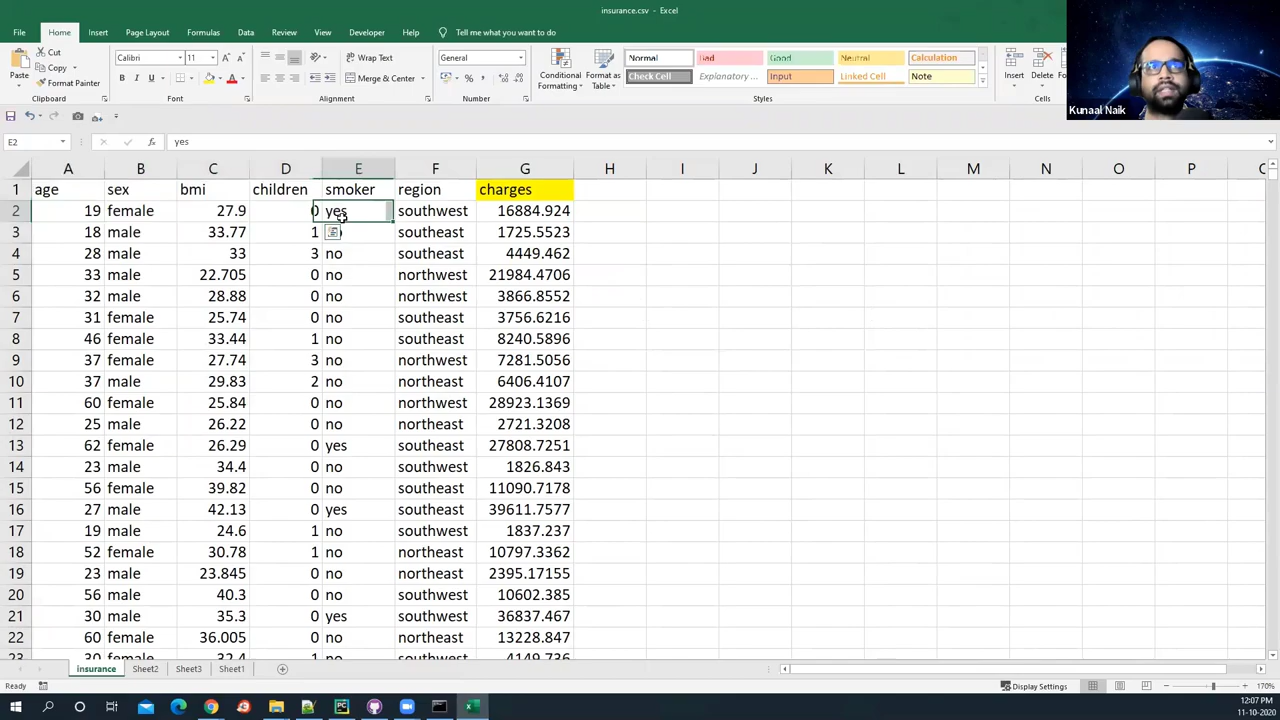 insurance.csv - Excel
File Home Insert Page Layout Formulas Data Review View Developer Help Tell me what you want to do
Paste Cut Copy Format Painter
Clipboard
Calibri 11
B I U
Font
Wrap Text
Merge & Center
Alignment
General
%
Number
Conditional Formatting
Format as Table
Normal Bad Good Neutral Calculation
Check Cell Explanatory ... Input Linked Cell Note
Styles
Insert Delete
Cells
Kunaal Naik
E2 fx yes
A B C D E F G H I J K L M N O P
1 age sex bmi children smoker region charges
2 19 female 27.9 0 yes southwest 16884.924
3 18 male 33.77 1 southeast 1725.5523
4 28 male 33 3 no southeast 4449.462
5 33 male 22.705 0 no northwest 21984.4706
6 32 male 28.88 0 no northwest 3866.8552
7 31 female 25.74 0 no southeast 3756.6216
8 46 female 33.44 1 no southeast 8240.5896
9 37 female 27.74 3 no northwest 7281.5056
10 37 male 29.83 2 no northeast 6406.4107
11 60 female 25.84 0 no northwest 28923.1369
12 25 male 26.22 0 no northeast 2721.3208
13 62 female 26.29 0 yes southeast 27808.7251
14 23 male 34.4 0 no southwest 1826.843
15 56 female 39.82 0 no southeast 11090.7178
16 27 male 42.13 0 yes southeast 39611.7577
17 19 male 24.6 1 no southwest 1837.237
18 52 female 30.78 1 no northeast 10797.3362
19 23 male 23.845 0 no northeast 2395.17155
20 56 male 40.3 0 no southwest 10602.385
21 30 male 35.3 0 yes southwest 36837.467
22 60 female 36.005 0 no northeast 13228.847
23 30 female 32.4 1 no southwest 4149.736
insurance Sheet2 Sheet3 Sheet1
Ready Display Settings 170%
12:07 PM
11-10-2020